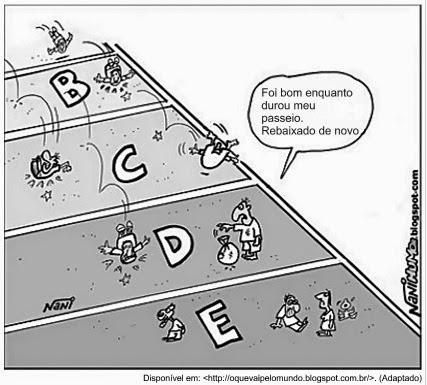 B
Foi bom enquanto
durou meu
passeio.
Rebaixado de novo
C
D
NANI
E
NANIHUMOR.blogspot.com
Disponível em: <http://oquevaipelomundo.blogspot.com.br/>. (Adaptado)